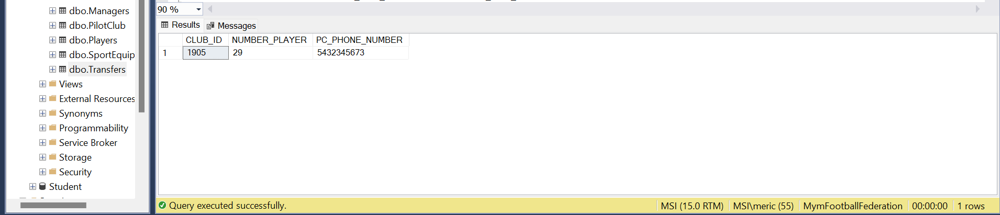 dbo.Managers
dbo.PilotClub
dbo.Players
dbo.SportEquip
dbo.Transfers
Views
External Resources
Synonyms
Programmability
Service Broker
Storage
Security
Student
90 %
Results Messages
CLUB_ID NUMBER_PLAYER PC_PHONE_NUMBER
1 1905 29 5432345673
Query executed successfully. MSI (15.0 RTM) MSI\meric (55) MymFootballFederation 00:00:00 1 rows